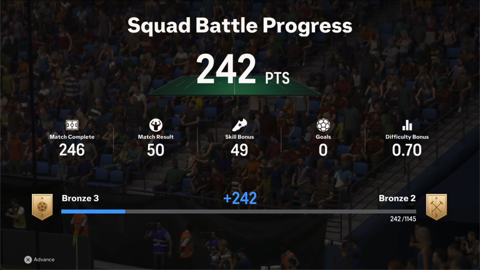 Squad Battle Progress
242 PTS
Match Complete
246
Match Result
50
Skill Bonus
49
Goals
0
Difficulty Bonus
0.70
Bronze 3
+242
Bronze 2
242 /1145
Advance